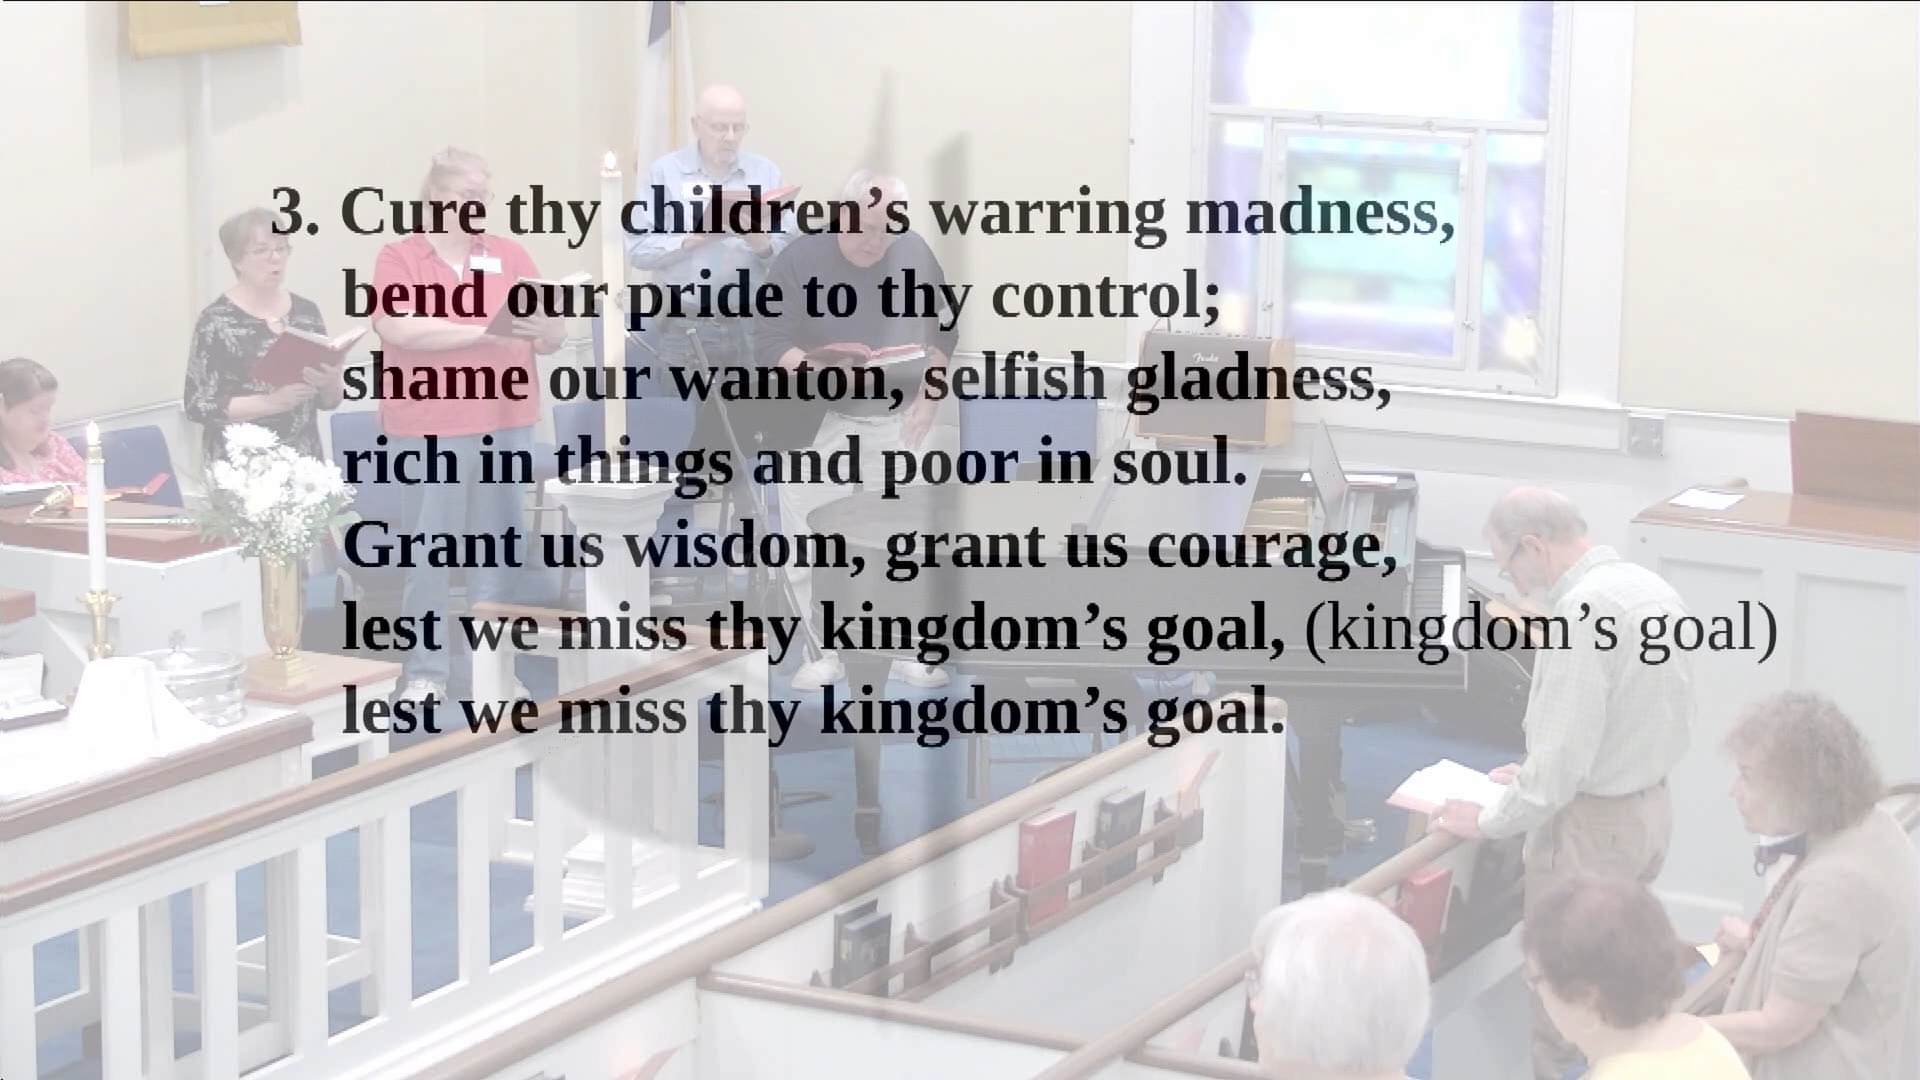 3. Cure thy children’s warring madness,
bend our pride to thy control;
shame our wanton, selfish gladness,
rich in things and poor in soul.
Grant us wisdom, grant us courage,
lest we miss thy kingdom’s goal, (kingdom’s goal)
lest we miss thy kingdom’s goal.
Fender